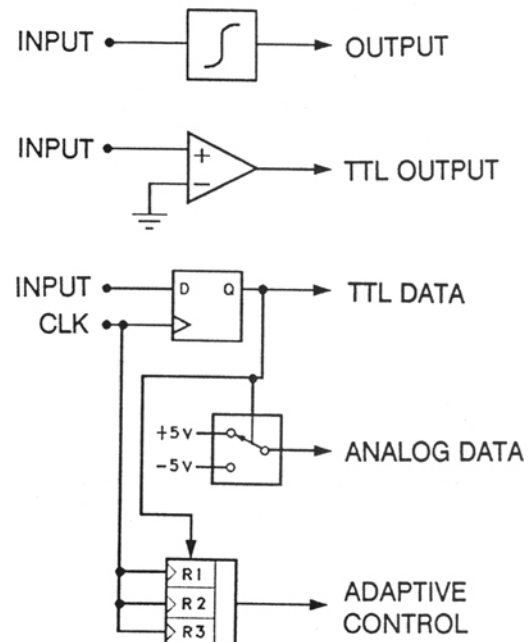 INPUT
OUTPUT
INPUT
+
−
TTL OUTPUT
INPUT
D Q
TTL DATA
CLK
+5v
−5v
ANALOG DATA
R1
R2
R3
ADAPTIVE
CONTROL